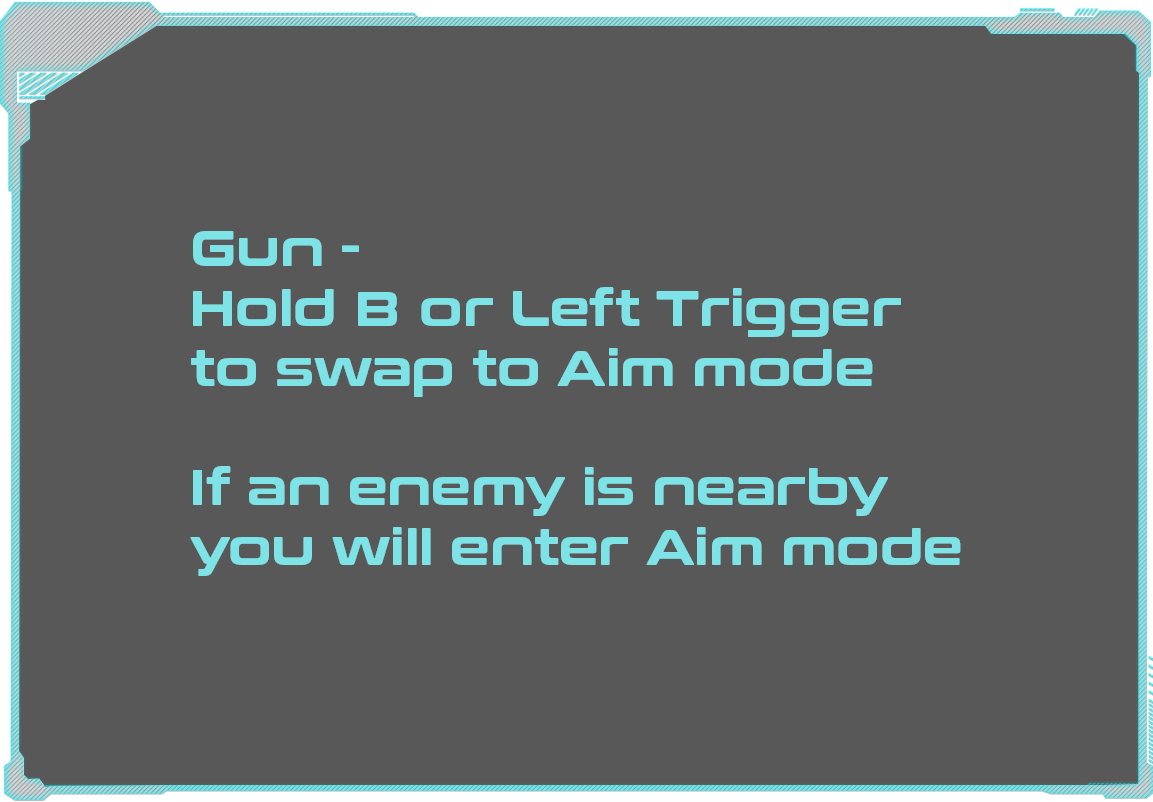 Gun -
Hold B or Left Trigger
to swap to Aim mode
If an enemy is nearby
you will enter Aim mode